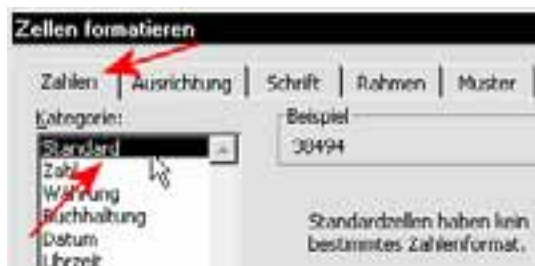 Zellen formatieren
Zahlen Ausrichtung Schrift Rahmen Muster
Kategorie:
Standard
Zahl
Währung
Buchhaltung
Datum
Uhrzeit
Beispiel
38494
Standardzellen haben kein
bestimmtes Zahlenformat.